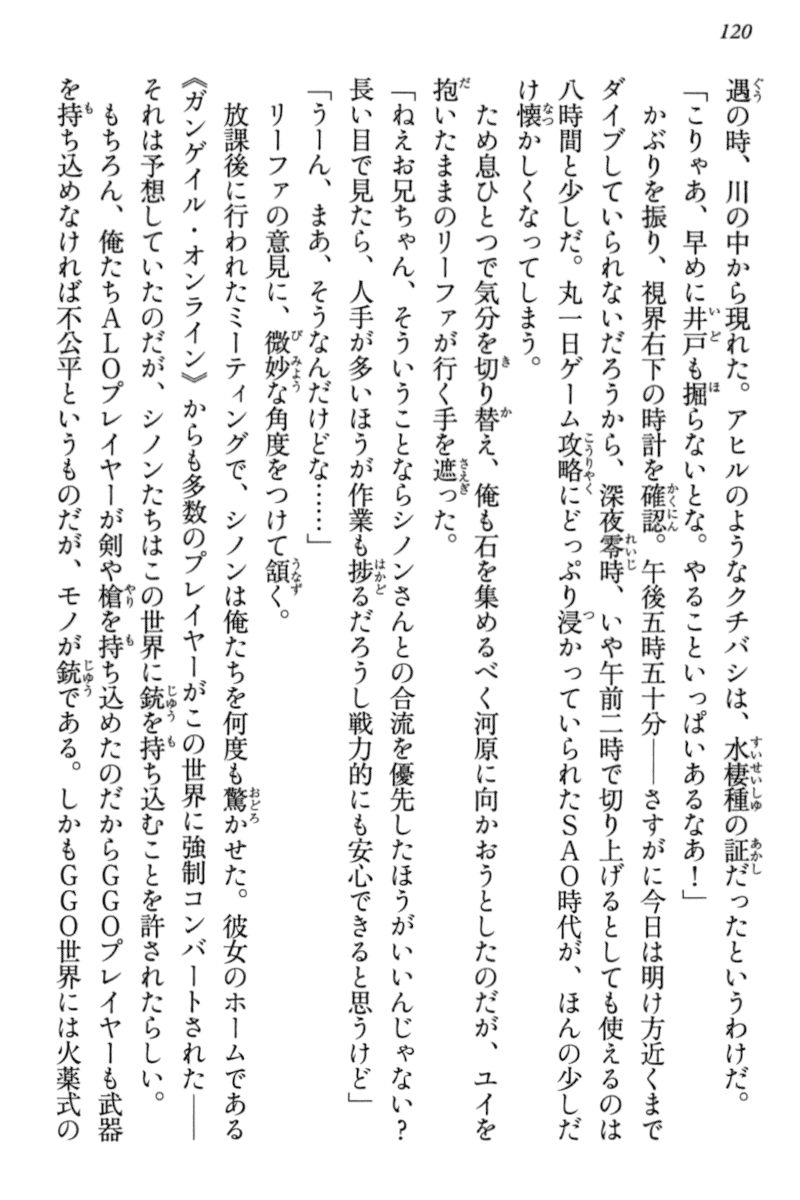 120
遇の時、川の中から現れた。アヒルのようなクチバシは、水棲種の証だったというわけだ。
「こりゃあ、早めに井戸も掘らないとな。やることいっぱいあるなあ！」
かぶりを振り、視界右下の時計を確認。午後五時五十分――さすがに今日は明け方近くまで
ダイブしていられないだろうから、深夜零時、いや午前二時で切り上げるとしても使えるのは
八時間と少しだ。丸一日ゲーム攻略にどっぷり浸かっていられたＳＡＯ時代が、ほんの少しだ
け懐かしくなってしまう。
ため息ひとつで気分を切り替え、俺も石を集めるべく河原に向かおうとしたのだが、ユイを
抱いたままのリーファが行く手を遮った。
「ねえお兄ちゃん、そういうことならシノンさんとの合流を優先したほうがいいんじゃない？
長い目で見たら、人手が多いほうが作業も捗るだろうし戦力的にも安心できると思うけど」
「うーん、まあ、そうなんだけどな……」
リーファの意見に、微妙な角度をつけて頷く。
放課後に行われたミーティングで、シノンは俺たちを何度も驚かせた。彼女のホームである
《ガンゲイル・オンライン》からも多数のプレイヤーがこの世界に強制コンバートされた――
それは予想していたのだが、シノンたちはこの世界に銃を持ち込むことを許されたらしい。
もちろん、俺たちＡＬＯプレイヤーが剣や槍を持ち込めたのだからＧＧＯプレイヤーも武器
を持ち込めなければ不公平というものだが、モノが銃である。しかもＧＧＯ世界には火薬式の